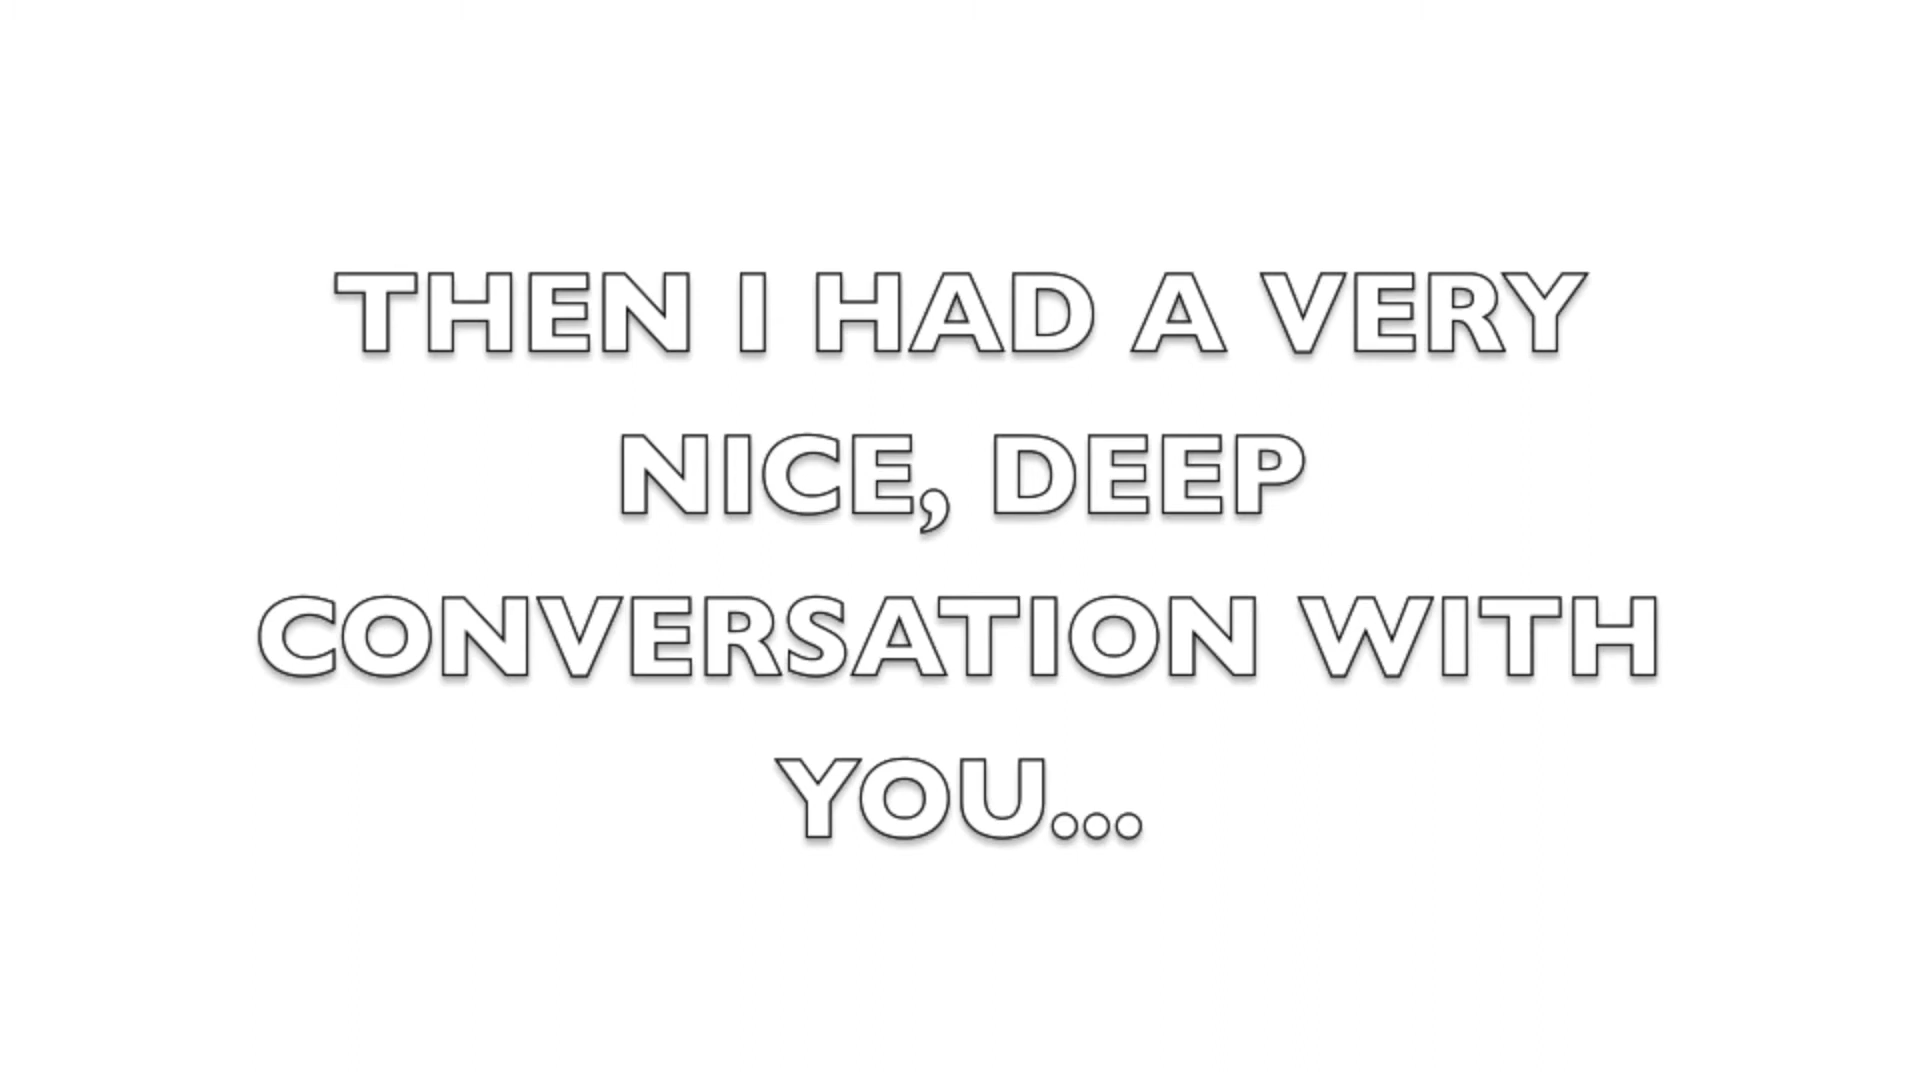 THEN I HAD A VERY
NICE, DEEP
CONVERSATION WITH
YOU...